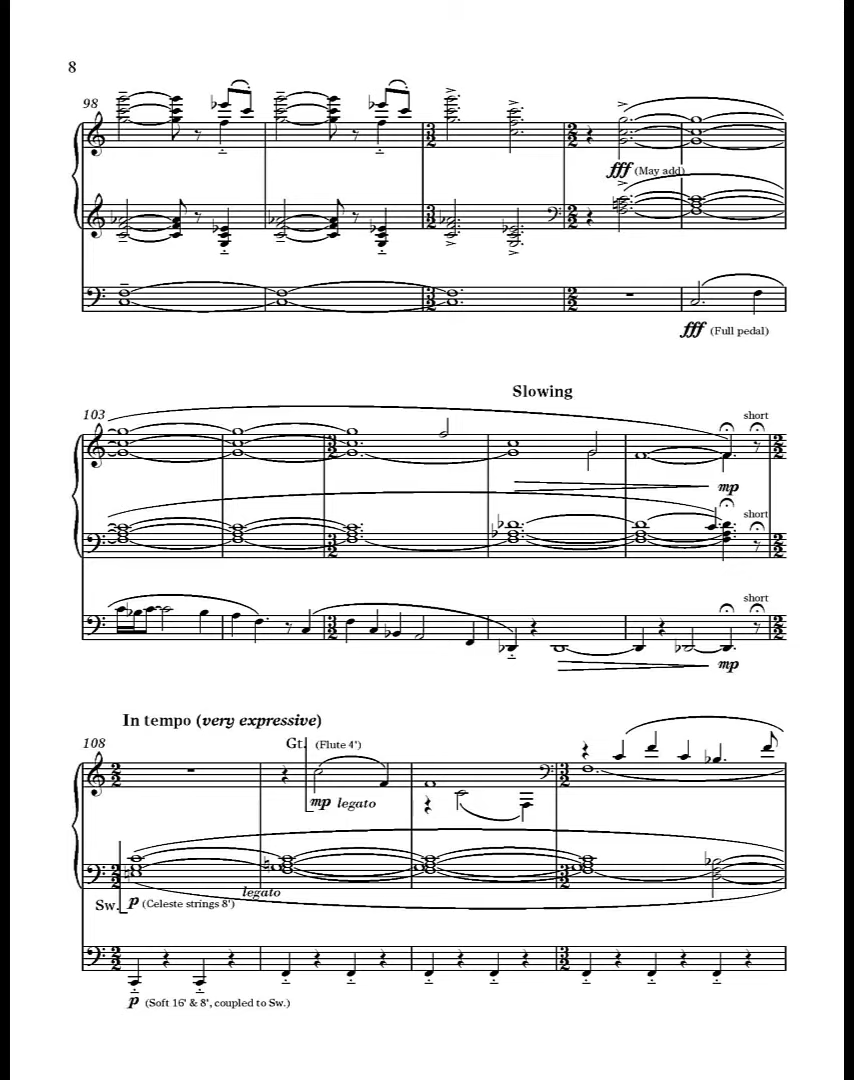 8
98
fff (May add)
fff (Full pedal)
Slowing
103
short
mp
short
short
mp
In tempo (very expressive)
108
Gt. (Flute 4')
mp legato
legato
Sw. p (Celeste strings 8')
p (Soft 16' & 8', coupled to Sw.)